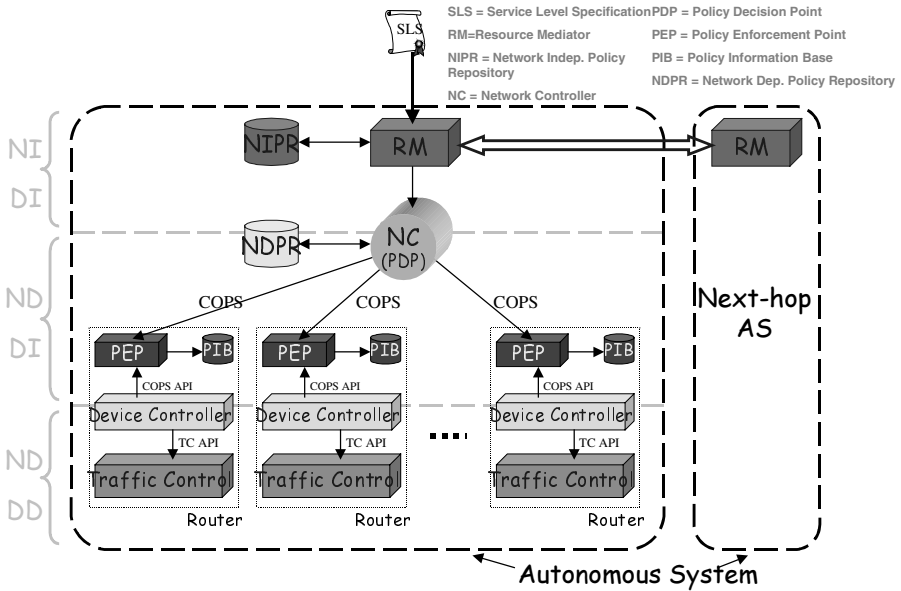 SLS
SLS = Service Level Specification
RM=Resource Mediator
NIPR = Network Indep. Policy
Repository
NC = Network Controller
PDP = Policy Decision Point
PEP = Policy Enforcement Point
PIB = Policy Information Base
NDPR = Network Dep. Policy Repository
NI
DI
NIPR
RM
RM
NDPR
NC
(PDP)
ND
DI
COPS
COPS
COPS
Next-hop
AS
PEP
PIB
PEP
PIB
PEP
PIB
COPS API
COPS API
COPS API
Device Controller
Device Controller
Device Controller
TC API
TC API
TC API
ND
DD
Traffic Control
Traffic Control
Traffic Control
Router
Router
Router
Autonomous System